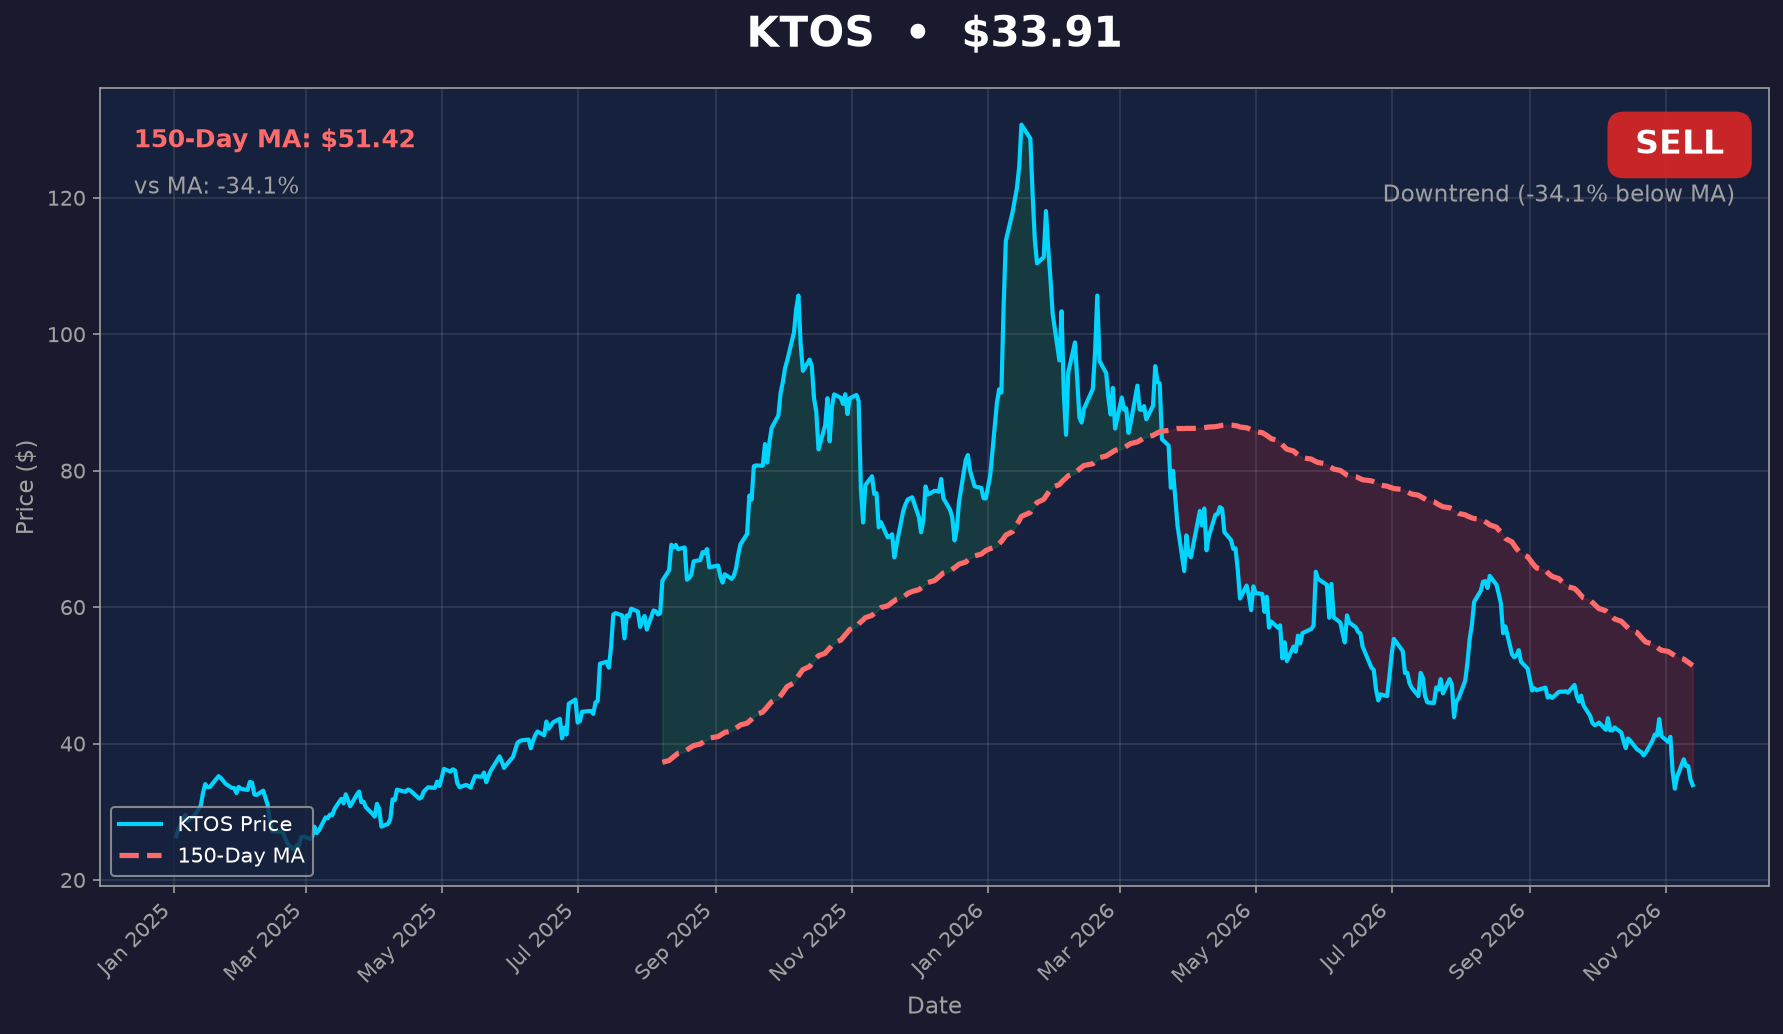 KTOS • $33.91
150-Day MA: $51.42
vs MA: -34.1%
SELL
Downtrend (-34.1% below MA)
Price ($)
120
100
80
60
40
20
KTOS Price
150-Day MA
Jan 2025
Mar 2025
May 2025
Jul 2025
Sep 2025
Nov 2025
Jan 2026
Mar 2026
May 2026
Jul 2026
Sep 2026
Nov 2026
Date